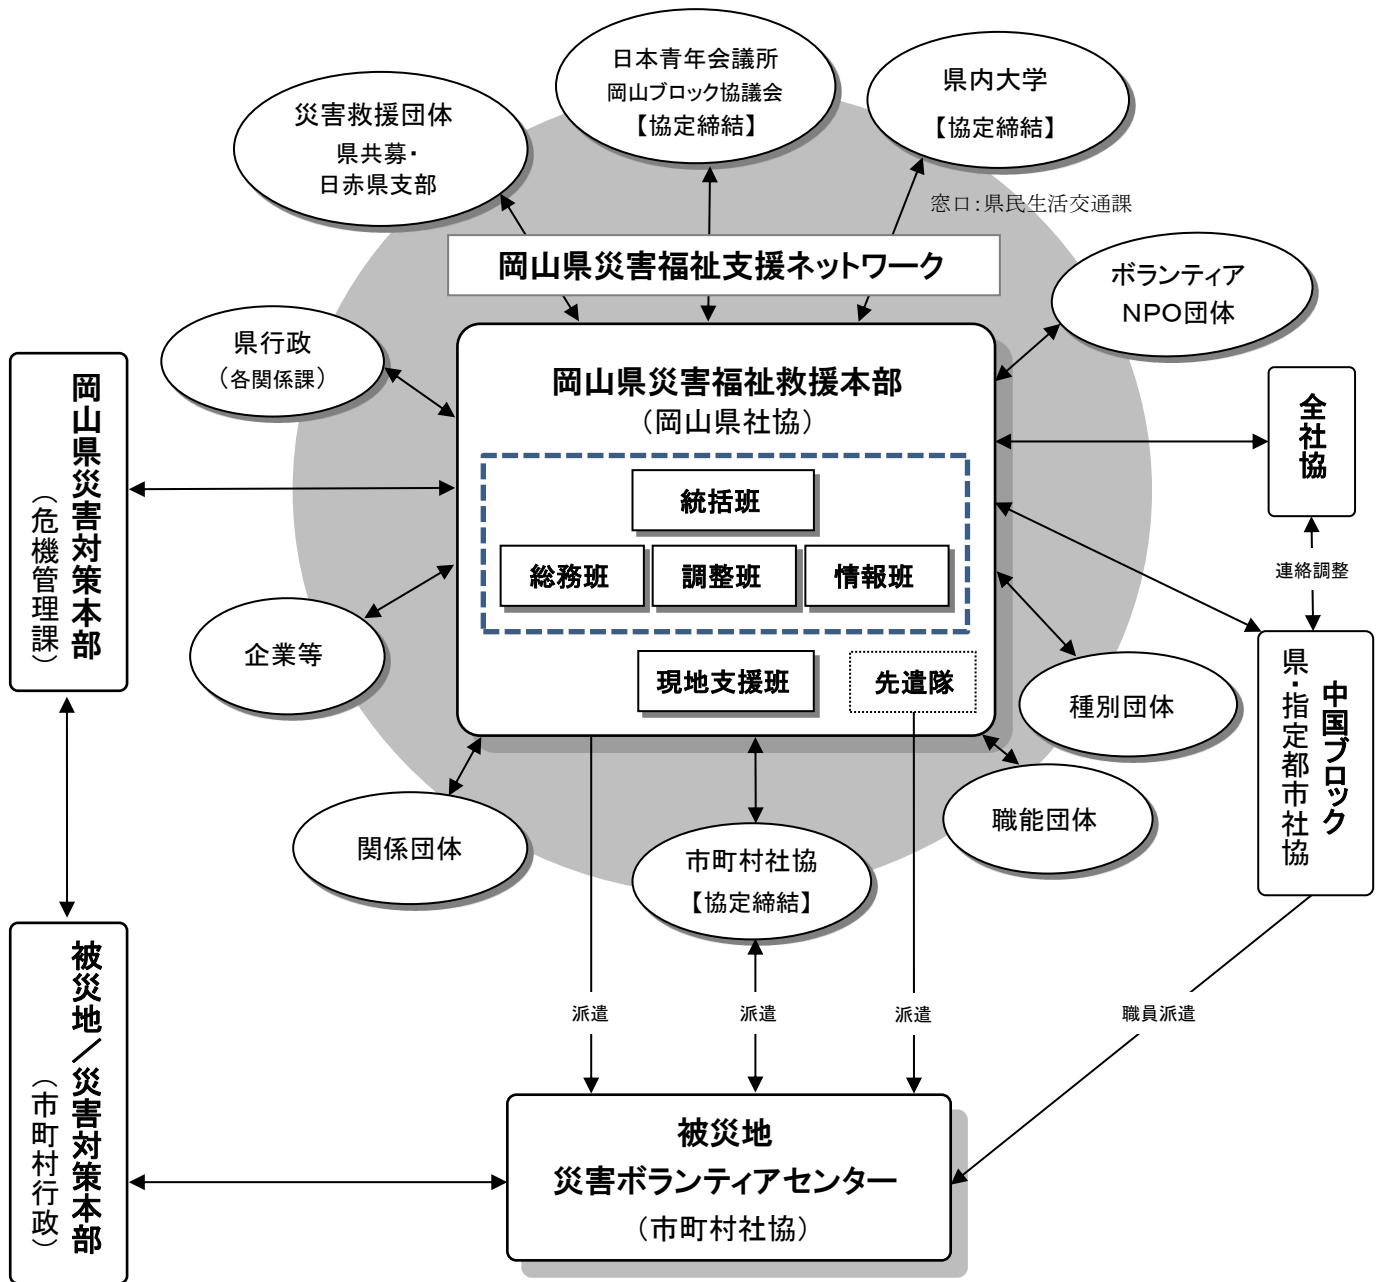 日本青年会議所
岡山ブロック協議会
【協定締結】
県内大学
【協定締結】
災害救援団体
県共募・
日赤県支部
窓口：県民生活交通課
岡山県災害福祉支援ネットワーク
ボランティア
NPO団体
県行政
（各関係課）
岡山県災害対策本部
（危機管理課）
岡山県災害福祉救援本部
（岡山県社協）
全社協
統括班
総務班
調整班
情報班
連絡調整
企業等
現地支援班
先遣隊
種別団体
中国ブロック
県・指定都市社協
関係団体
市町村社協
【協定締結】
職能団体
被災地／災害対策本部
（市町村行政）
派遣
派遣
派遣
職員派遣
被災地
災害ボランティアセンター
（市町村社協）